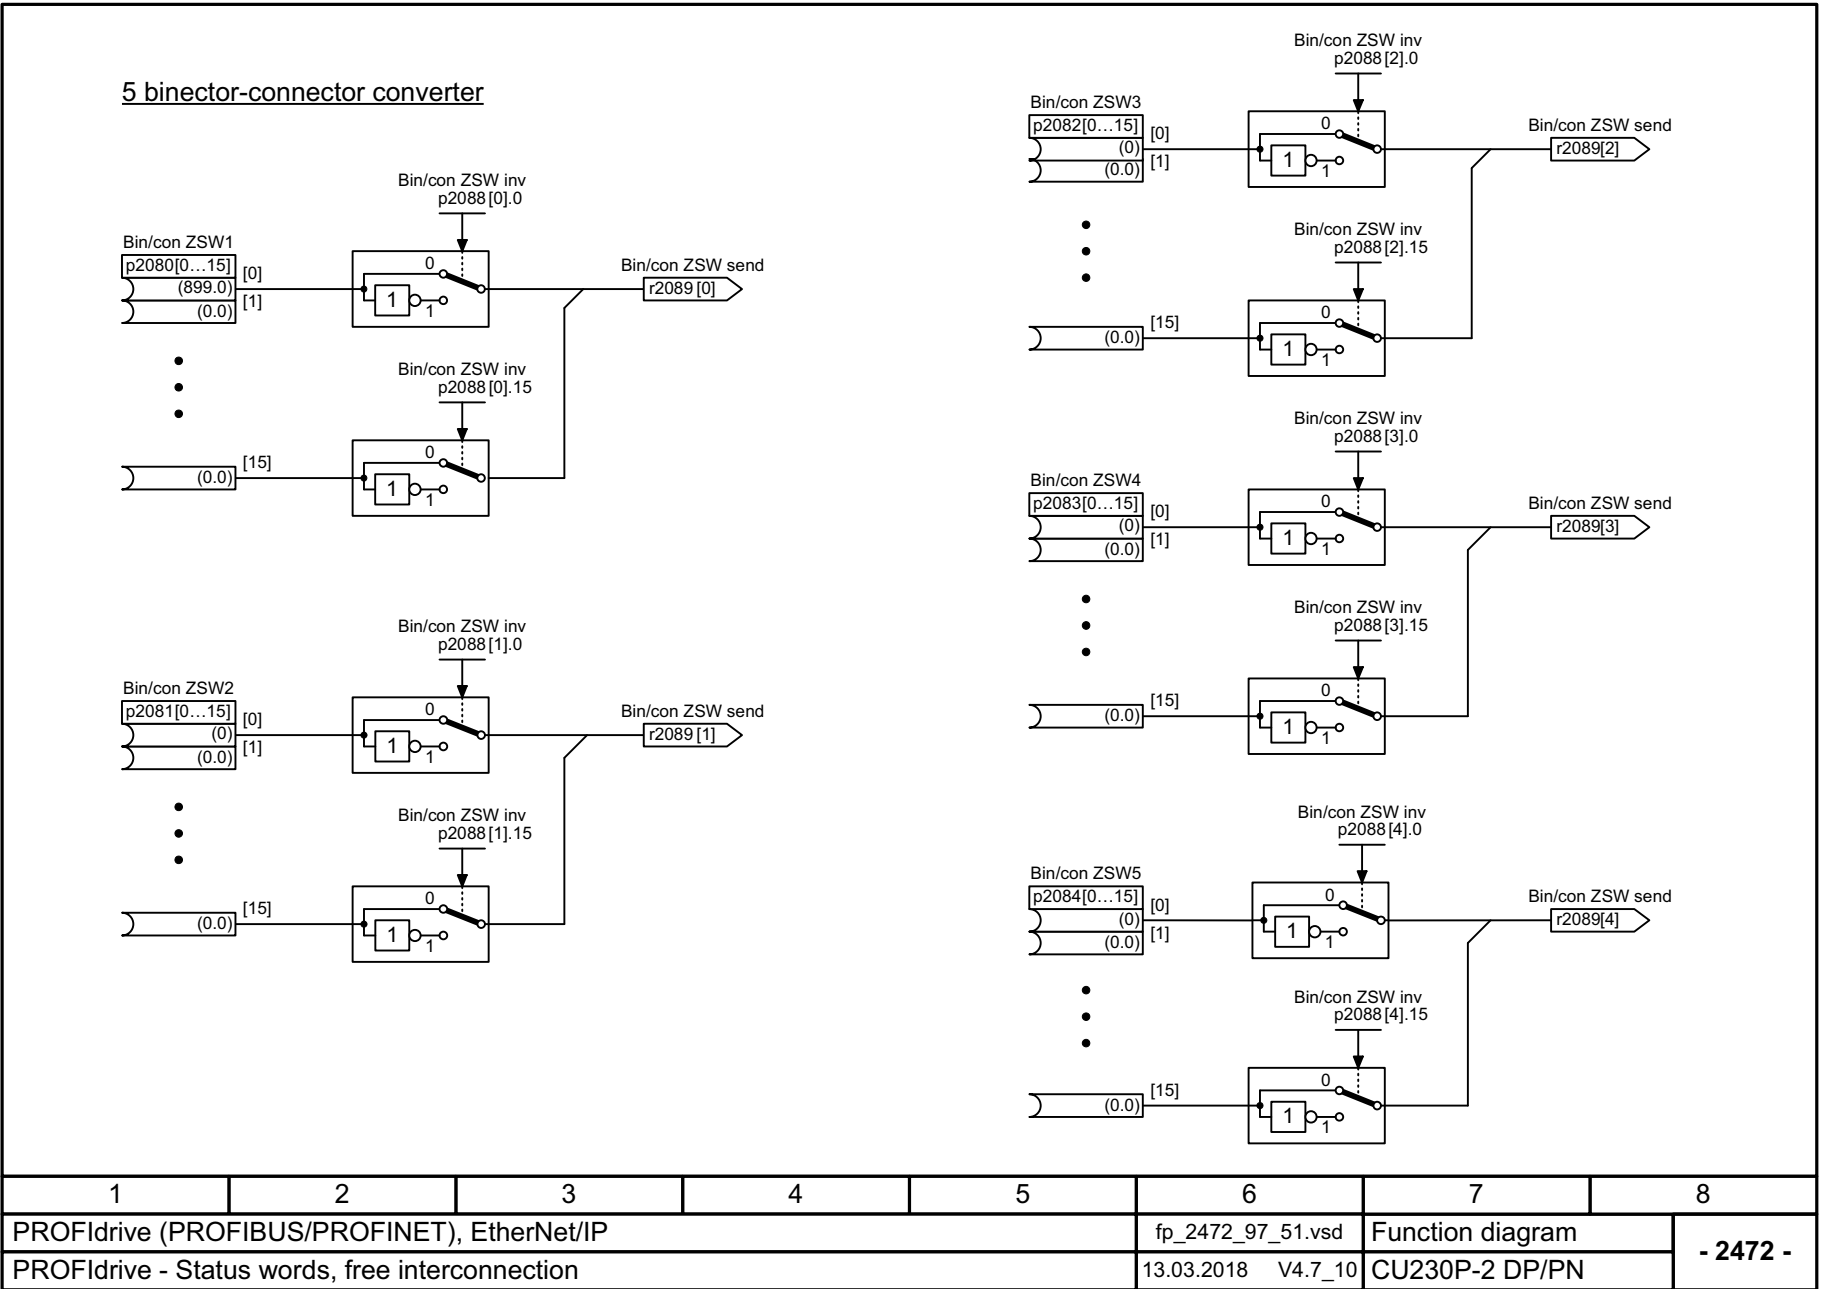 5 binector-connector converter
Bin/con ZSW inv
p2088[0].0
Bin/con ZSW1
p2080[0...15]
[0]
(899.0)
[1]
(0.0)
0
1
1
Bin/con ZSW send
r2089[0]
Bin/con ZSW inv
p2088[0].15
[15]
(0.0)
0
1
1
Bin/con ZSW inv
p2088[1].0
Bin/con ZSW2
p2081[0...15]
[0]
(0)
[1]
(0.0)
0
1
1
Bin/con ZSW send
r2089[1]
Bin/con ZSW inv
p2088[1].15
[15]
(0.0)
0
1
1
Bin/con ZSW inv
p2088[2].0
Bin/con ZSW3
p2082[0...15]
[0]
(0)
[1]
(0.0)
0
1
1
Bin/con ZSW send
r2089[2]
Bin/con ZSW inv
p2088[2].15
[15]
(0.0)
0
1
1
Bin/con ZSW inv
p2088[3].0
Bin/con ZSW4
p2083[0...15]
[0]
(0)
[1]
(0.0)
0
1
1
Bin/con ZSW send
r2089[3]
Bin/con ZSW inv
p2088[3].15
[15]
(0.0)
0
1
1
Bin/con ZSW inv
p2088[4].0
Bin/con ZSW5
p2084[0...15]
[0]
(0)
[1]
(0.0)
0
1
1
Bin/con ZSW send
r2089[4]
Bin/con ZSW inv
p2088[4].15
[15]
(0.0)
0
1
1
1 2 3 4 5 6 7 8
PROFIdrive (PROFIBUS/PROFINET), EtherNet/IP
fp_2472_97_51.vsd
Function diagram
- 2472 -
PROFIdrive - Status words, free interconnection
13.03.2018 V4.7_10
CU230P-2 DP/PN